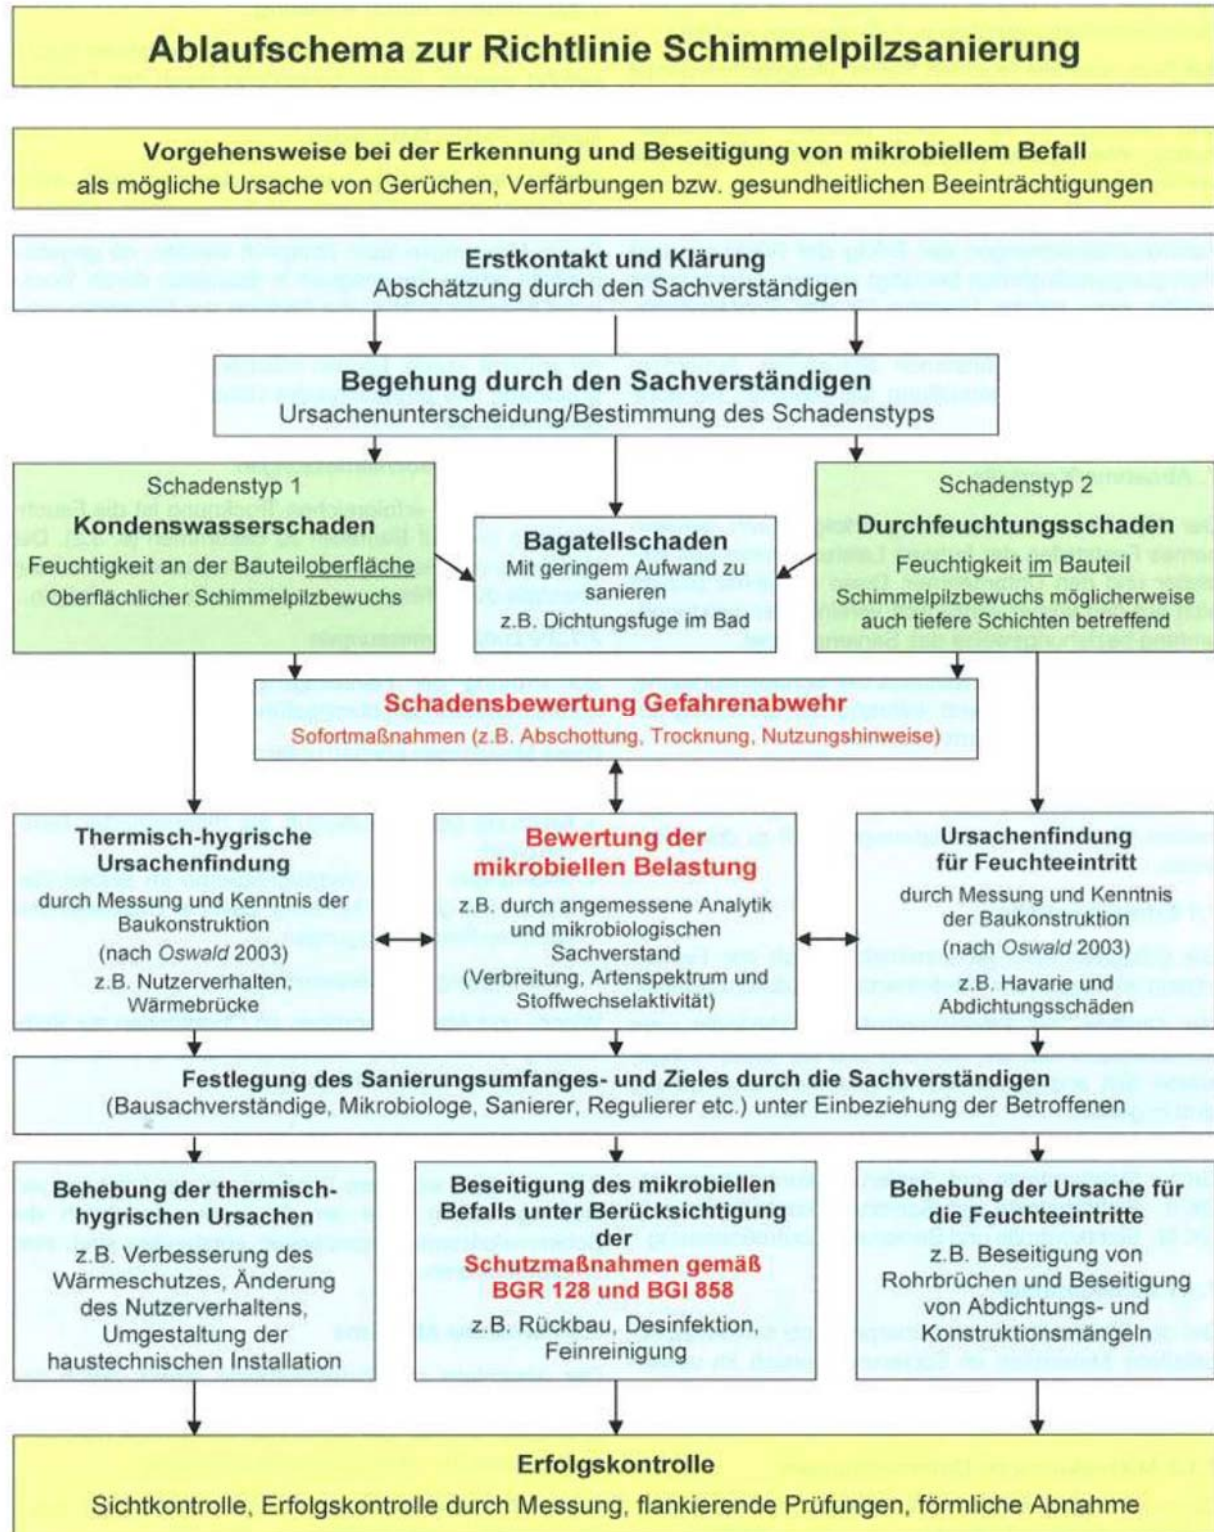 Ablaufschema zur Richtlinie Schimmelpilzsanierung
Vorgehensweise bei der Erkennung und Beseitigung von mikrobiellem Befall
als mögliche Ursache von Gerüchen, Verfärbungen bzw. gesundheitlichen Beeinträchtigungen
Erstkontakt und Klärung
Abschätzung durch den Sachverständigen
Begehung durch den Sachverständigen
Ursachenunterscheidung/Bestimmung des Schadenstyps
Schadenstyp 1
Kondenswasserschaden
Feuchtigkeit an der Bauteiloberfläche
Oberflächlicher Schimmelpilzbewuchs
Bagatellschaden
Mit geringem Aufwand zu
sanieren
z.B. Dichtungsfuge im Bad
Schadenstyp 2
Durchfeuchtungsschaden
Feuchtigkeit im Bauteil
Schimmelpilzbewuchs möglicherweise
auch tiefere Schichten betreffend
Schadensbewertung Gefahrenabwehr
Sofortmaßnahmen (z.B. Abschottung, Trocknung, Nutzungshinweise)
Thermisch-hygrische
Ursachenfindung
durch Messung und Kenntnis der
Baukonstruktion
(nach Oswald 2003)
z.B. Nutzerverhalten,
Wärmebrücke
Bewertung der
mikrobiellen Belastung
z.B. durch angemessene Analytik
und mikrobiologischen
Sachverstand
(Verbreitung, Artenspektrum und
Stoffwechselaktivität)
Ursachenfindung
für Feuchteeintritt
durch Messung und Kenntnis
der Baukonstruktion
(nach Oswald 2003)
z.B. Havarie und
Abdichtungsschäden
Festlegung des Sanierungsumfanges- und Zieles durch die Sachverständigen
(Bausachverständige, Mikrobiologe, Sanierer, Regulierer etc.) unter Einbeziehung der Betroffenen
Behebung der thermisch-
hygrischen Ursachen
z.B. Verbesserung des
Wärmeschutzes, Änderung
des Nutzerverhaltens,
Umgestaltung der
haustechnischen Installation
Beseitigung des mikrobiellen
Befalls unter Berücksichtigung
der
Schutzmaßnahmen gemäß
BGR 128 und BGI 858
z.B. Rückbau, Desinfektion,
Feinreinigung
Behebung der Ursache für
die Feuchteeintritte
z.B. Beseitigung von
Rohrbrüchen und Beseitigung
von Abdichtungs- und
Konstruktionsmängeln
Erfolgskontrolle
Sichtkontrolle, Erfolgskontrolle durch Messung, flankierende Prüfungen, förmliche Abnahme